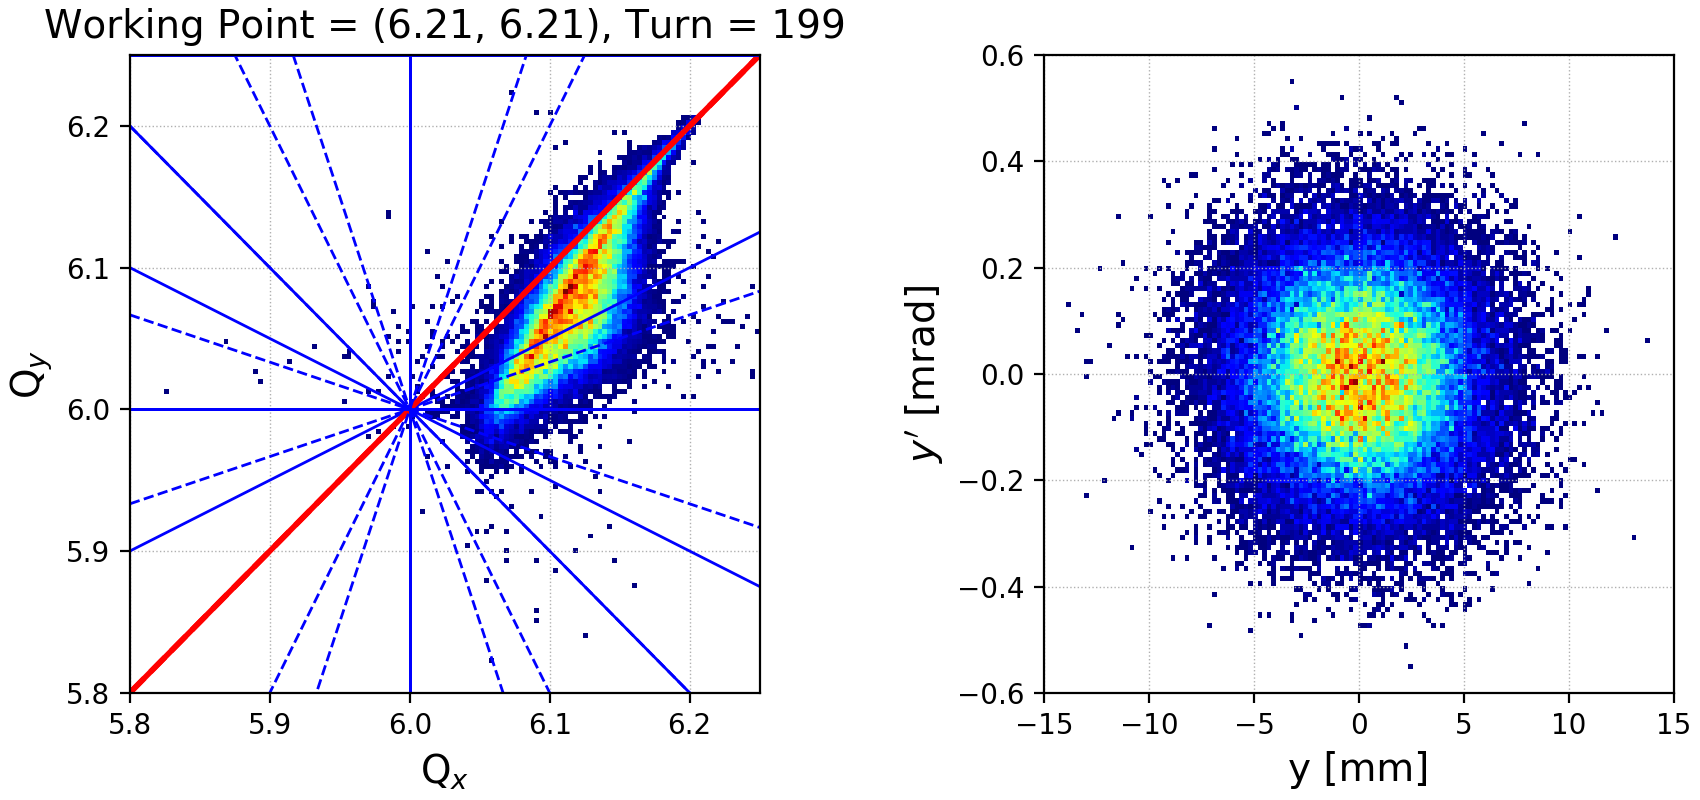 Working Point = (6.21, 6.21), Turn = 199
6.2
6.1
6.0
5.9
5.8
Qy
5.8 5.9 6.0 6.1 6.2
Qx
0.6
0.4
0.2
0.0
−0.2
−0.4
−0.6
y′ [mrad]
−15 −10 −5 0 5 10 15
y [mm]